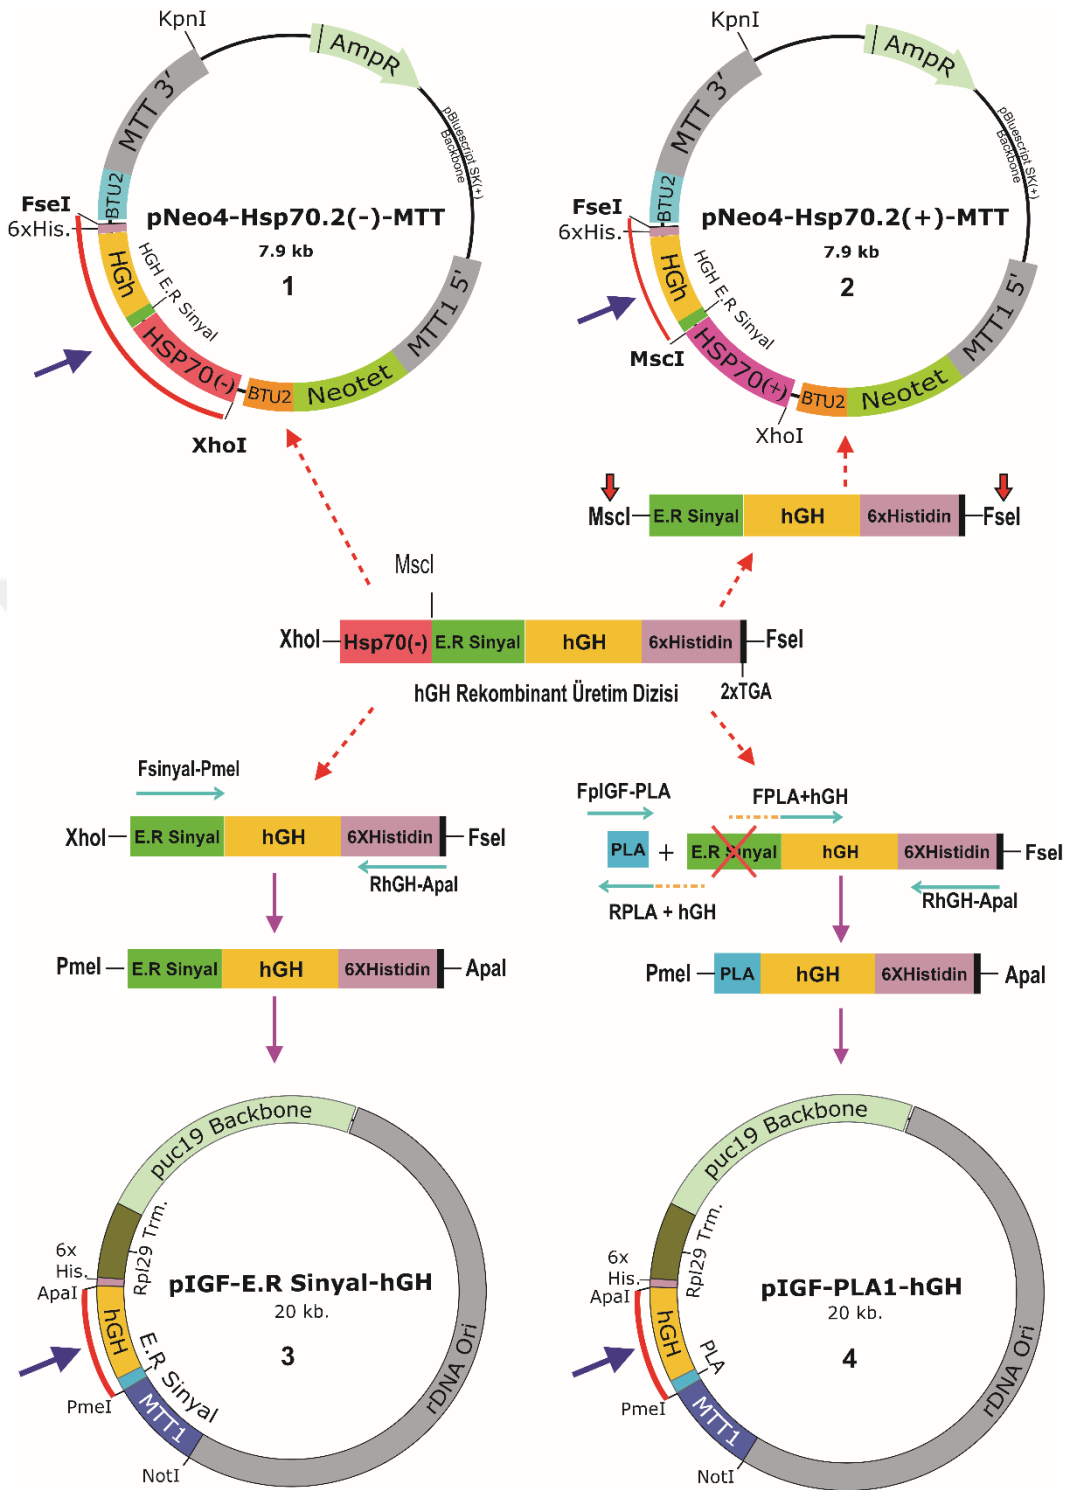 KpnI
AmpR
MTT 3′
pBluescript SK(+)
Backbone
BTU2
FseI
6xHis.
pNeo4-Hsp70.2(-)-MTT
7.9 kb
1
HGh
HGH E.R Sinyal
HSP70(-)
BTU2
Neotet
MTT1 5'
XhoI
KpnI
AmpR
MTT 3′
pBluescript SK(+)
Backbone
BTU2
FseI
6xHis.
pNeo4-Hsp70.2(+)-MTT
7.9 kb
2
HGh
HGH E.R Sinyal
MscI
HSP70(+)
BTU2
Neotet
MTT1 5'
XhoI
MscI
E.R Sinyal
hGH
6xHistidin
FseI
MscI
XhoI
Hsp70(-)
E.R Sinyal
hGH
6xHistidin
FseI
hGH Rekombinant Üretim Dizisi
2xTGA
Fsinyal-PmeI
XhoI
E.R Sinyal
hGH
6XHistidin
FseI
RhGH-ApaI
FpIGF-PLA
FPLA+hGH
PLA
+
E.R Sinyal
hGH
6XHistidin
FseI
RPLA + hGH
RhGH-ApaI
PmeI
E.R Sinyal
hGH
6XHistidin
ApaI
PmeI
PLA
hGH
6XHistidin
ApaI
puc19 Backbone
Rpl29 Trm.
6x
His.
ApaI
pIGF-E.R Sinyal-hGH
20 kb.
3
hGH
E.R Sinyal
PmeI
MTT1
NotI
rDNA Ori
puc19 Backbone
Rpl29 Trm.
6x
His.
ApaI
pIGF-PLA1-hGH
20 kb.
4
hGH
PLA
PmeI
MTT1
NotI
rDNA Ori